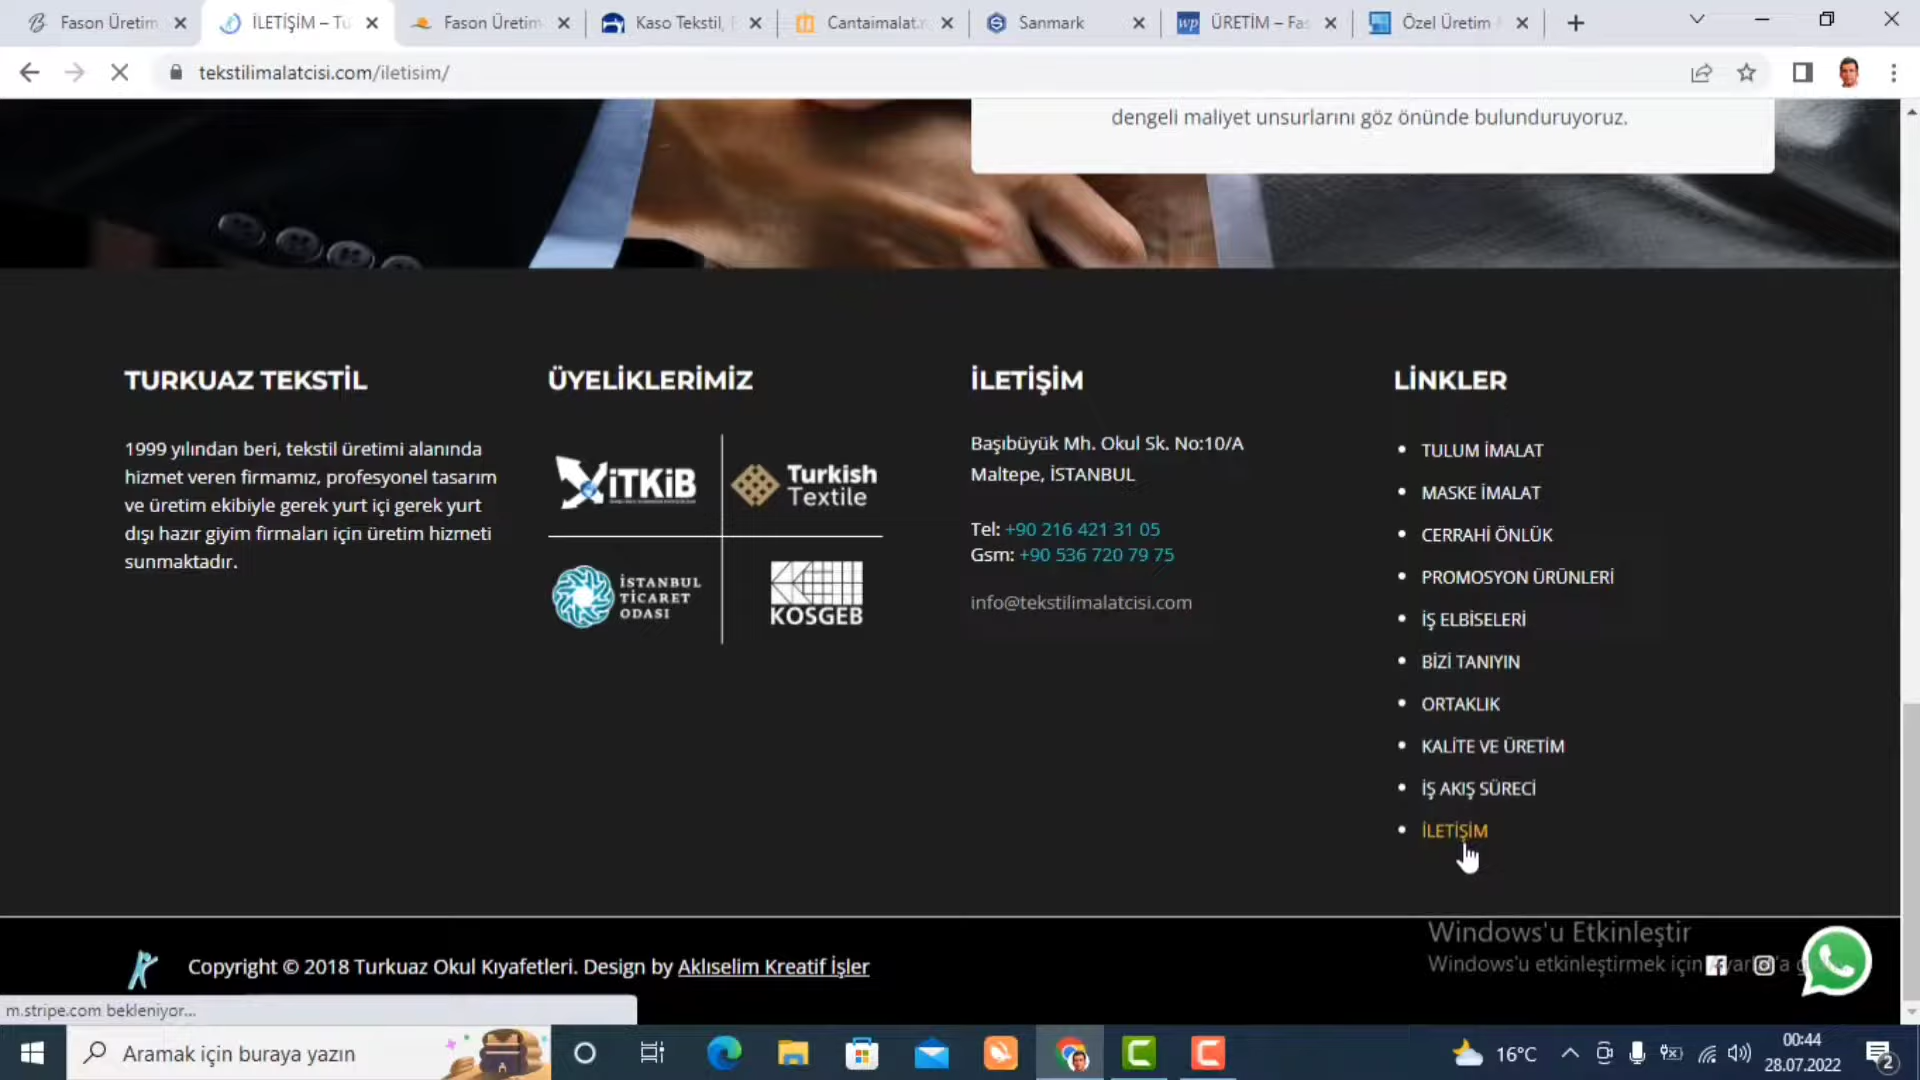 Fason Üretim
İLETİŞİM – Tu
Fason Üretim
Kaso Tekstil,
Cantaimalat.
Sanmark
wp ÜRETİM – Fas
Özel Üretim
tekstilimalatcisi.com/iletisim/
dengeli maliyet unsurlarını göz önünde bulunduruyoruz.
TURKUAZ TEKSTİL
1999 yılından beri, tekstil üretimi alanında
hizmet veren firmamız, profesyonel tasarım
ve üretim ekibiyle gerek yurt içi gerek yurt
dışı hazır giyim firmaları için üretim hizmeti
sunmaktadır.
ÜYELİKLERİMİZ
iTKiB
Turkish
Textile
İSTANBUL
TİCARET
ODASI
KOSGEB
İLETİŞİM
Başıbüyük Mh. Okul Sk. No:10/A
Maltepe, İSTANBUL
Tel: +90 216 421 31 05
Gsm: +90 536 720 79 75
info@tekstilimalatcisi.com
LİNKLER
TULUM İMALAT
MASKE İMALAT
CERRAHİ ÖNLÜK
PROMOSYON ÜRÜNLERİ
İŞ ELBİSELERİ
BİZİ TANIYIN
ORTAKLIK
KALİTE VE ÜRETİM
İŞ AKIŞ SÜRECİ
İLETİŞİM
Windows'u Etkinleştir
Windows'u etkinleştirmek için
Copyright © 2018 Turkuaz Okul Kıyafetleri. Design by Aklıselim Kreatif İşler
m.stripe.com bekleniyor...
Aramak için buraya yazın
16°C
00:44
28.07.2022
2